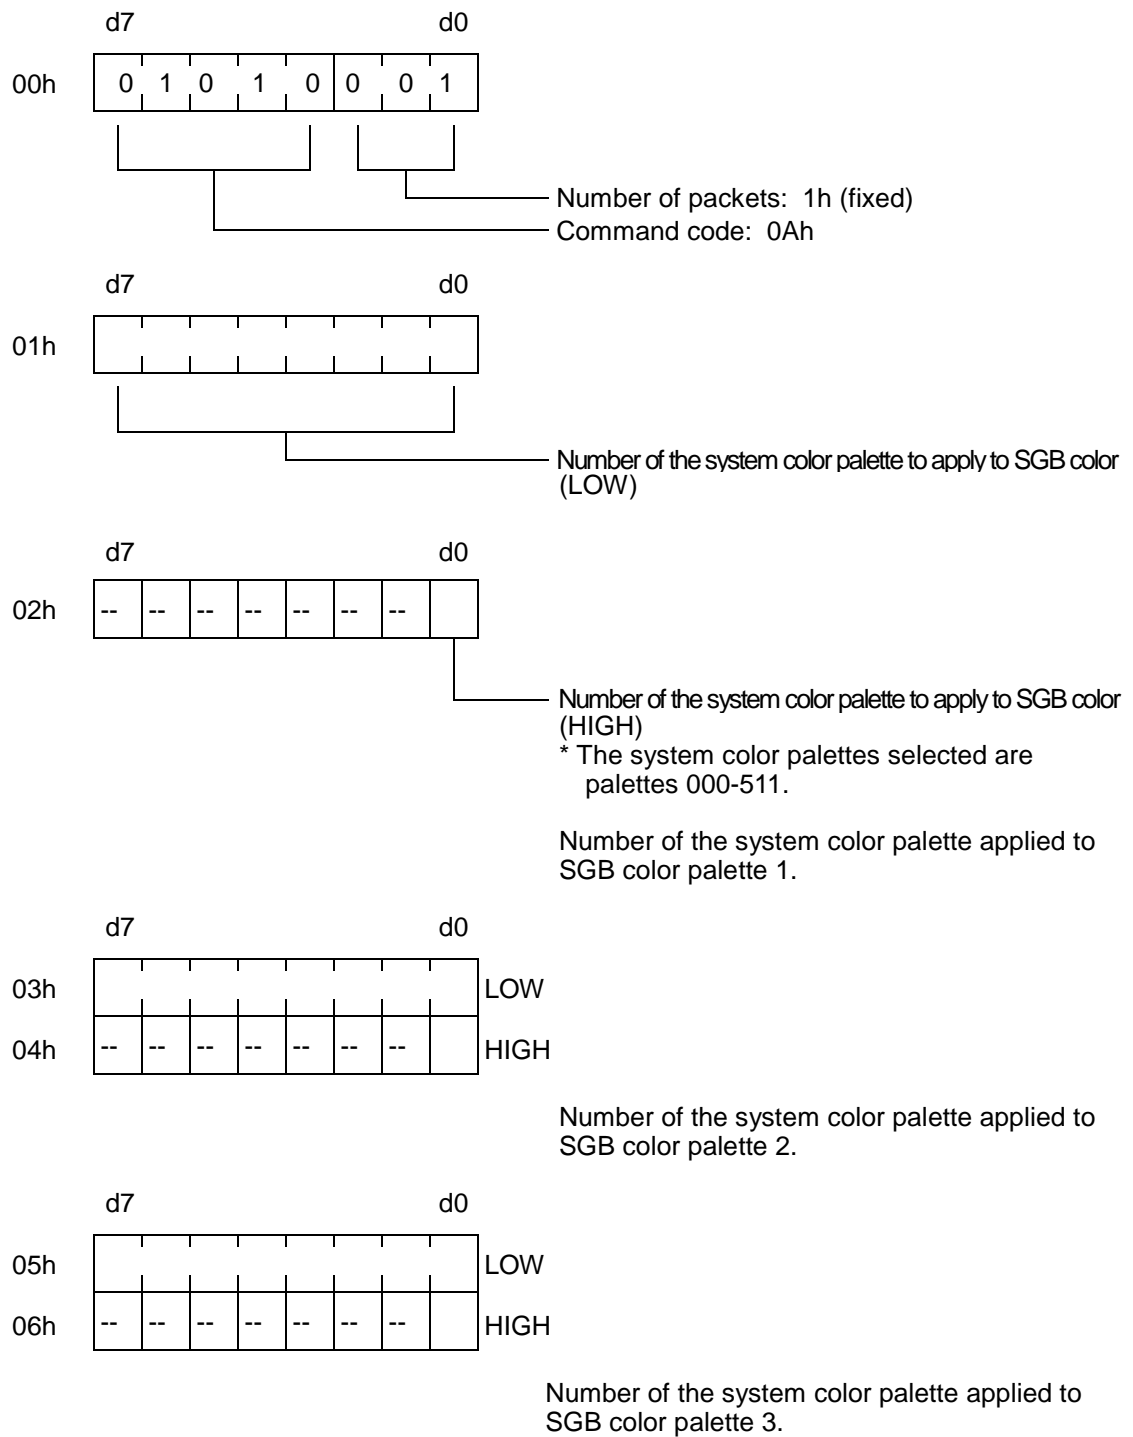 d7 d0
00h 0 1 0 1 0 0 0 1
Number of packets: 1h (fixed)
Command code: 0Ah
d7 d0
01h
Number of the system color palette to apply to SGB color
(LOW)
d7 d0
02h -- -- -- -- -- -- --
Number of the system color palette to apply to SGB color
(HIGH)
* The system color palettes selected are
palettes 000-511.
Number of the system color palette applied to
SGB color palette 1.
d7 d0
03h LOW
04h -- -- -- -- -- -- -- HIGH
Number of the system color palette applied to
SGB color palette 2.
d7 d0
05h LOW
06h -- -- -- -- -- -- -- HIGH
Number of the system color palette applied to
SGB color palette 3.